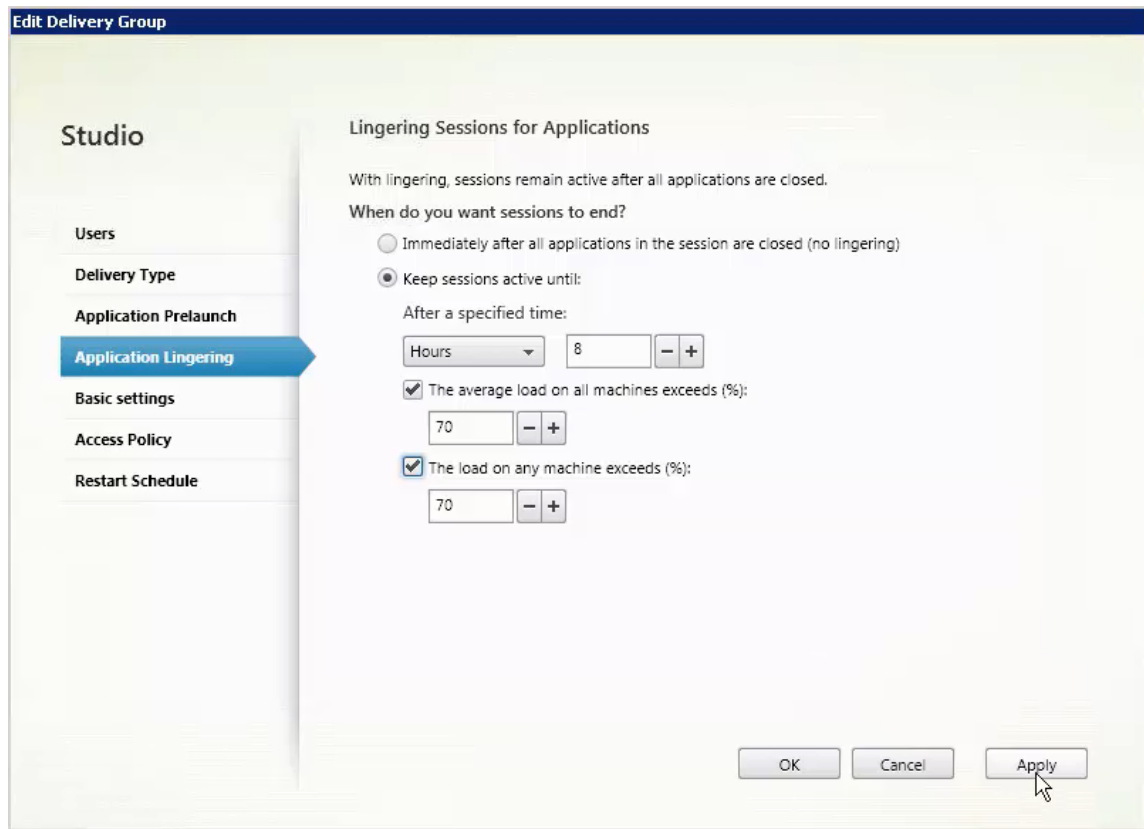 Edit Delivery Group
Studio
Users
Delivery Type
Application Prelaunch
Application Lingering
Basic settings
Access Policy
Restart Schedule
Lingering Sessions for Applications
With lingering, sessions remain active after all applications are closed.
When do you want sessions to end?
Immediately after all applications in the session are closed (no lingering)
Keep sessions active until:
After a specified time:
Hours 8 − +
The average load on all machines exceeds (%):
70 − +
The load on any machine exceeds (%):
70 − +
OK Cancel Apply